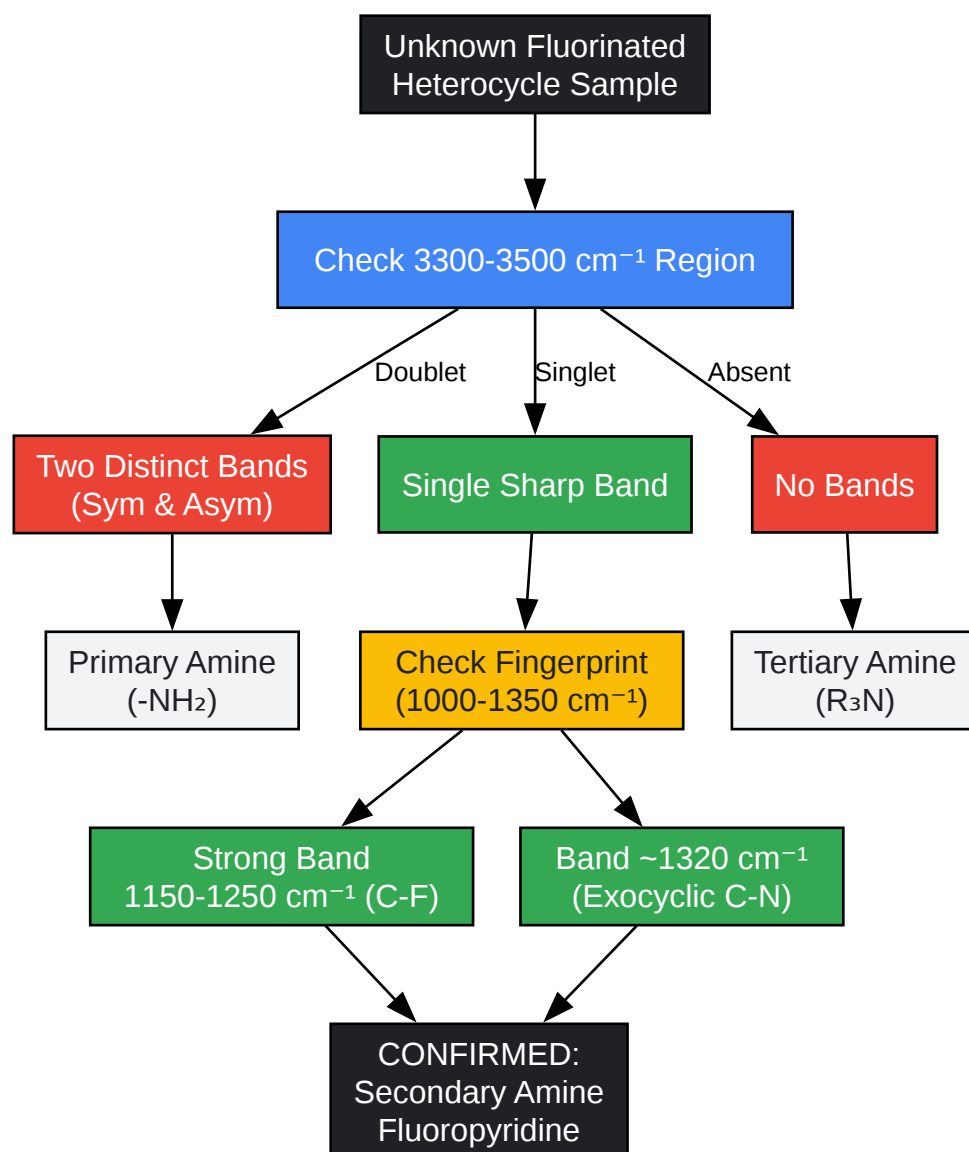 Unknown Fluorinated
Heterocycle Sample
Check 3300-3500 cm⁻¹ Region
Doublet
Singlet
Absent
Two Distinct Bands
(Sym & Asym)
Single Sharp Band
No Bands
Primary Amine
(-NH₂)
Check Fingerprint
(1000-1350 cm⁻¹)
Tertiary Amine
(R₃N)
Strong Band
1150-1250 cm⁻¹ (C-F)
Band ~1320 cm⁻¹
(Exocyclic C-N)
CONFIRMED:
Secondary Amine
Fluoropyridine